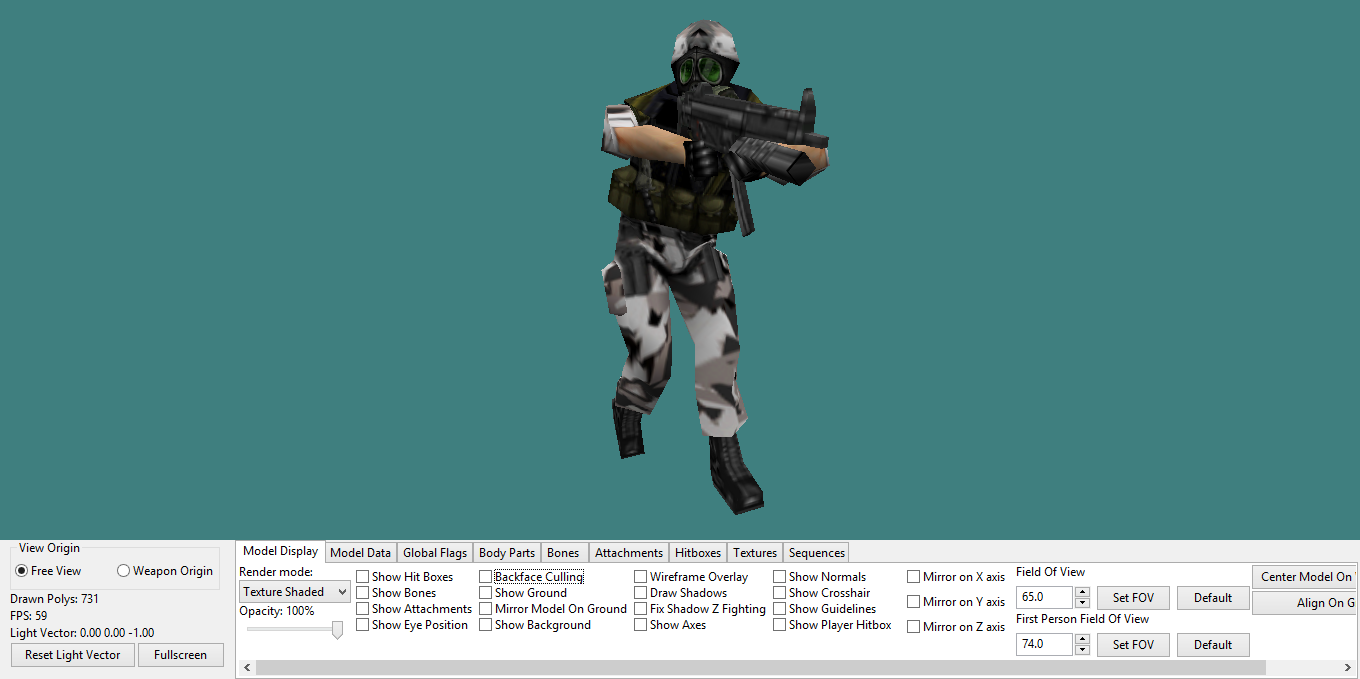 View Origin
Free View
Weapon Origin
Drawn Polys: 731
FPS: 59
Light Vector: 0.00 0.00 -1.00
Reset Light Vector
Fullscreen
Model Display
Model Data
Global Flags
Body Parts
Bones
Attachments
Hitboxes
Textures
Sequences
Render mode:
Texture Shaded
Opacity: 100%
Show Hit Boxes
Show Bones
Show Attachments
Show Eye Position
Backface Culling
Show Ground
Mirror Model On Ground
Show Background
Wireframe Overlay
Draw Shadows
Fix Shadow Z Fighting
Show Axes
Show Normals
Show Crosshair
Show Guidelines
Show Player Hitbox
Mirror on X axis
Mirror on Y axis
Mirror on Z axis
Field Of View
65.0
Set FOV
Default
First Person Field Of View
74.0
Set FOV
Default
Center Model On
Align On G